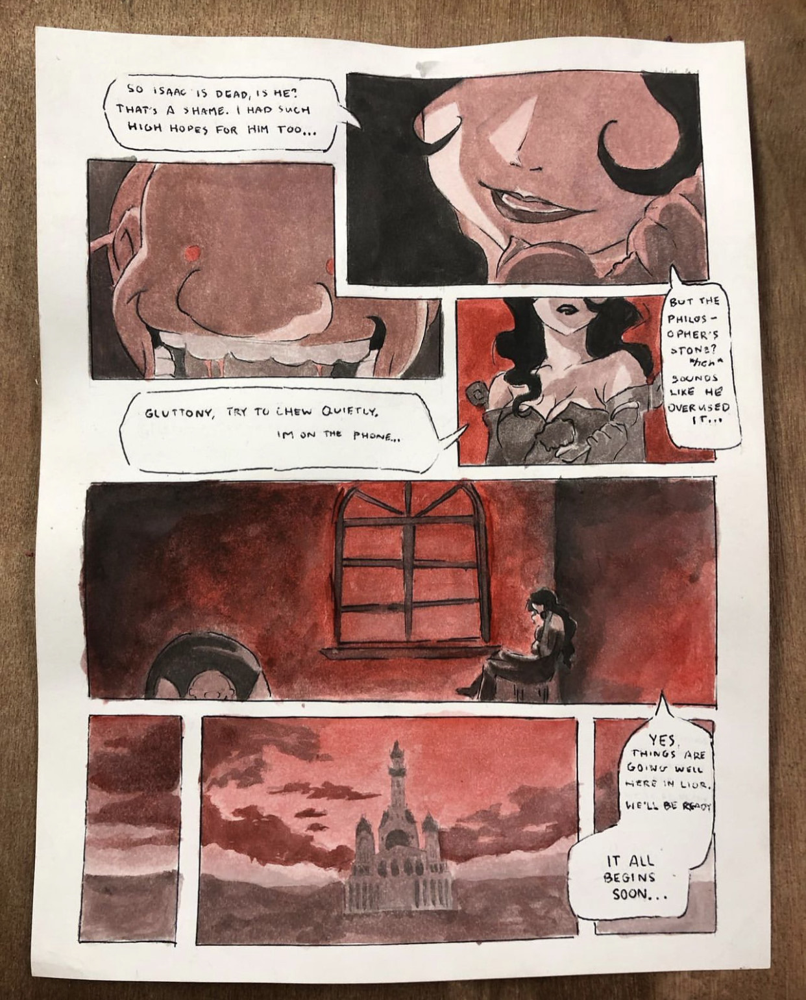 SO ISAAC IS DEAD, IS HE?
THAT'S A SHAME. I HAD SUCH
HIGH HOPES FOR HIM TOO...
BUT THE
PHILOS-
OPHER'S
STONE?
*heh*
SOUNDS
LIKE HE
OVERUSED
IT...
GLUTTONY, TRY TO CHEW QUIETLY.
IM ON THE PHONE...
YES,
THINGS ARE
GOING WELL
HERE IN LIOR.
WE'LL BE READY
IT ALL
BEGINS
SOON...